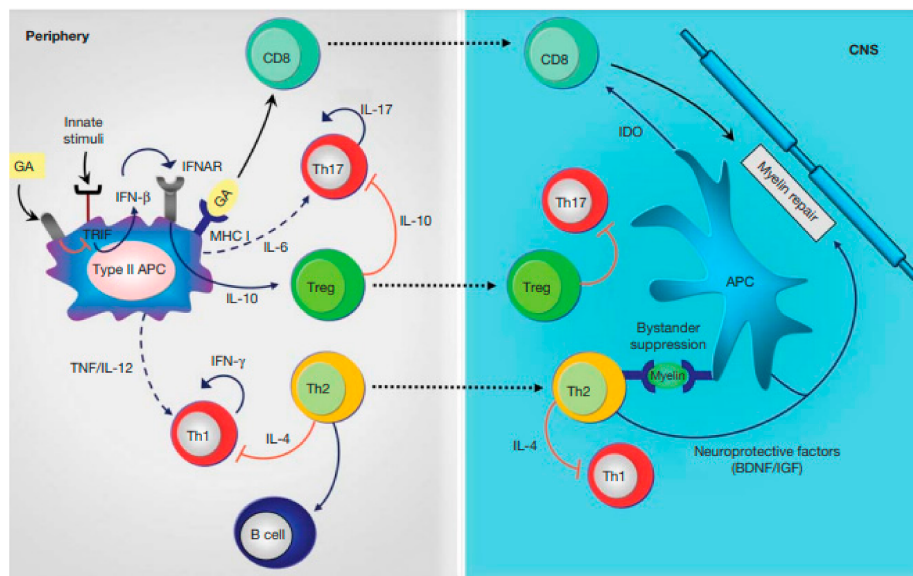 Periphery
CD8
Innate
stimuli
GA
IFN-β
IFNAR
GA
IL-17
Th17
TRIF
MHC I
IL-6
IL-10
Type II APC
IL-10
Treg
TNF/IL-12
IFN-γ
Th2
Th1
IL-4
B cell
CNS
CD8
IDO
Myelin repair
Th17
Treg
APC
Bystander
suppression
Th2
Myelin
IL-4
Th1
Neuroprotective factors
(BDNF/IGF)